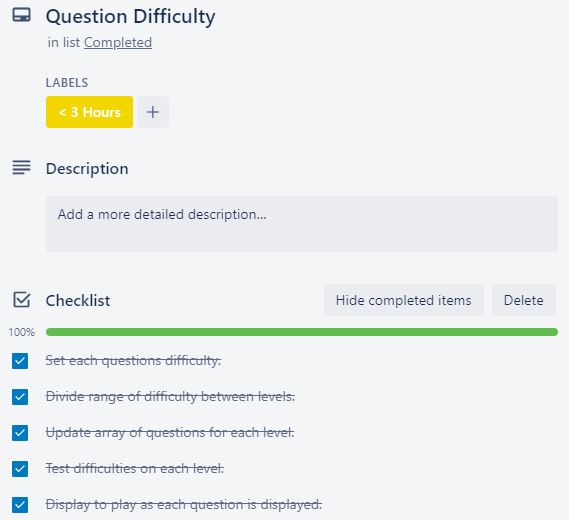 Question Difficulty
in list Completed
LABELS
< 3 Hours +
Description
Add a more detailed description...
Checklist Hide completed items Delete
100%
Set each questions difficulty.
Divide range of difficulty between levels.
Update array of questions for each level.
Test difficulties on each level.
Display to play as each question is displayed.